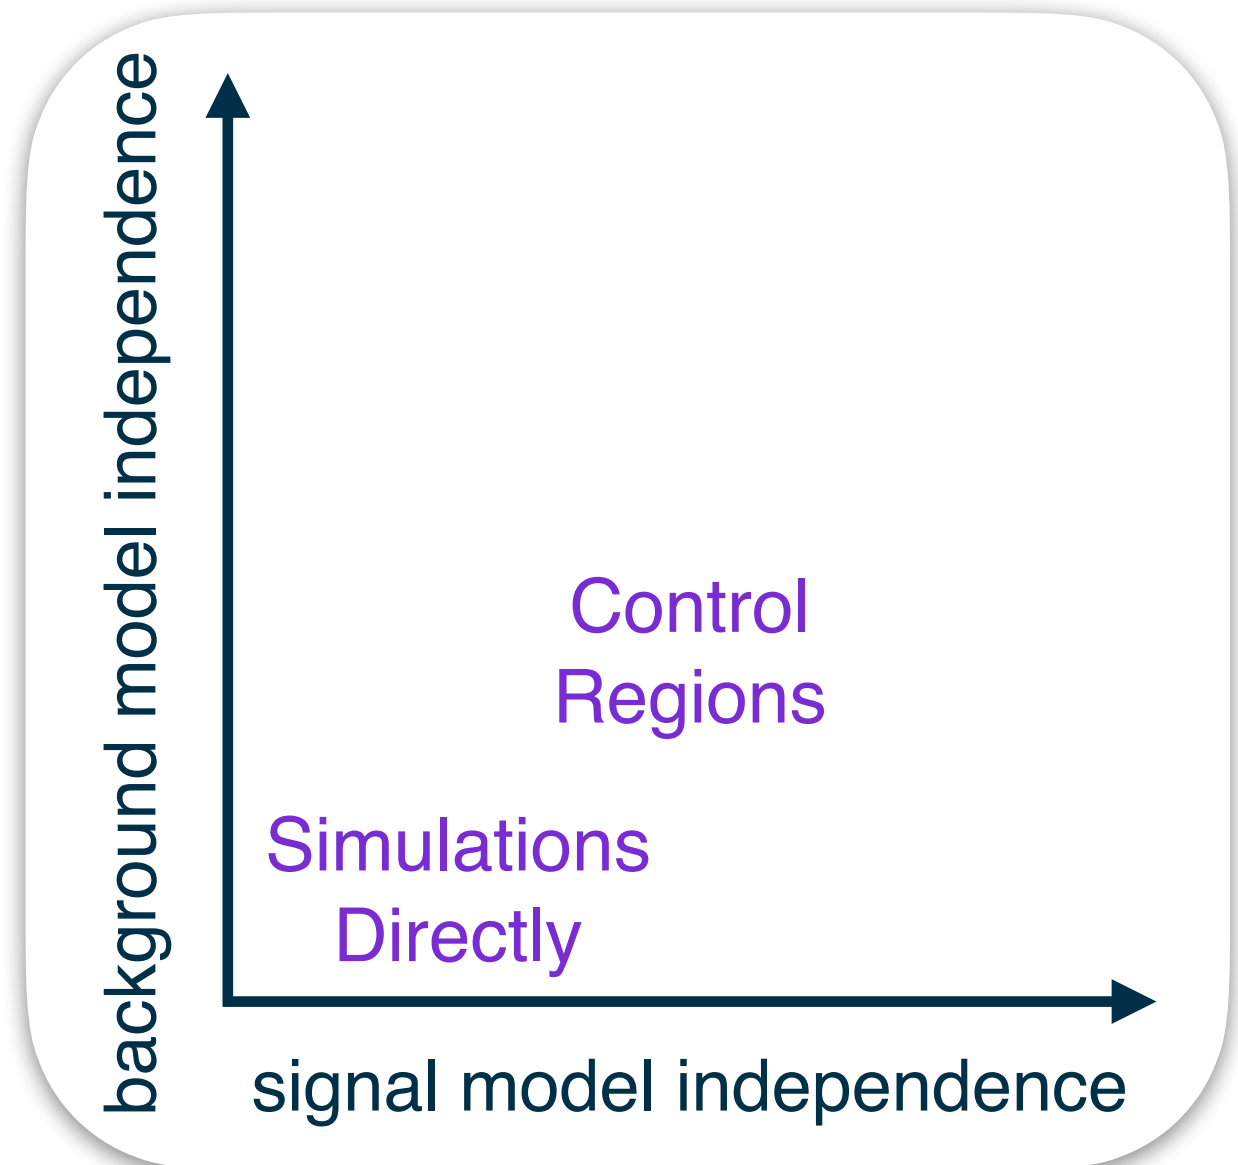 background model independence
Control
Regions
Simulations
Directly
signal model independence